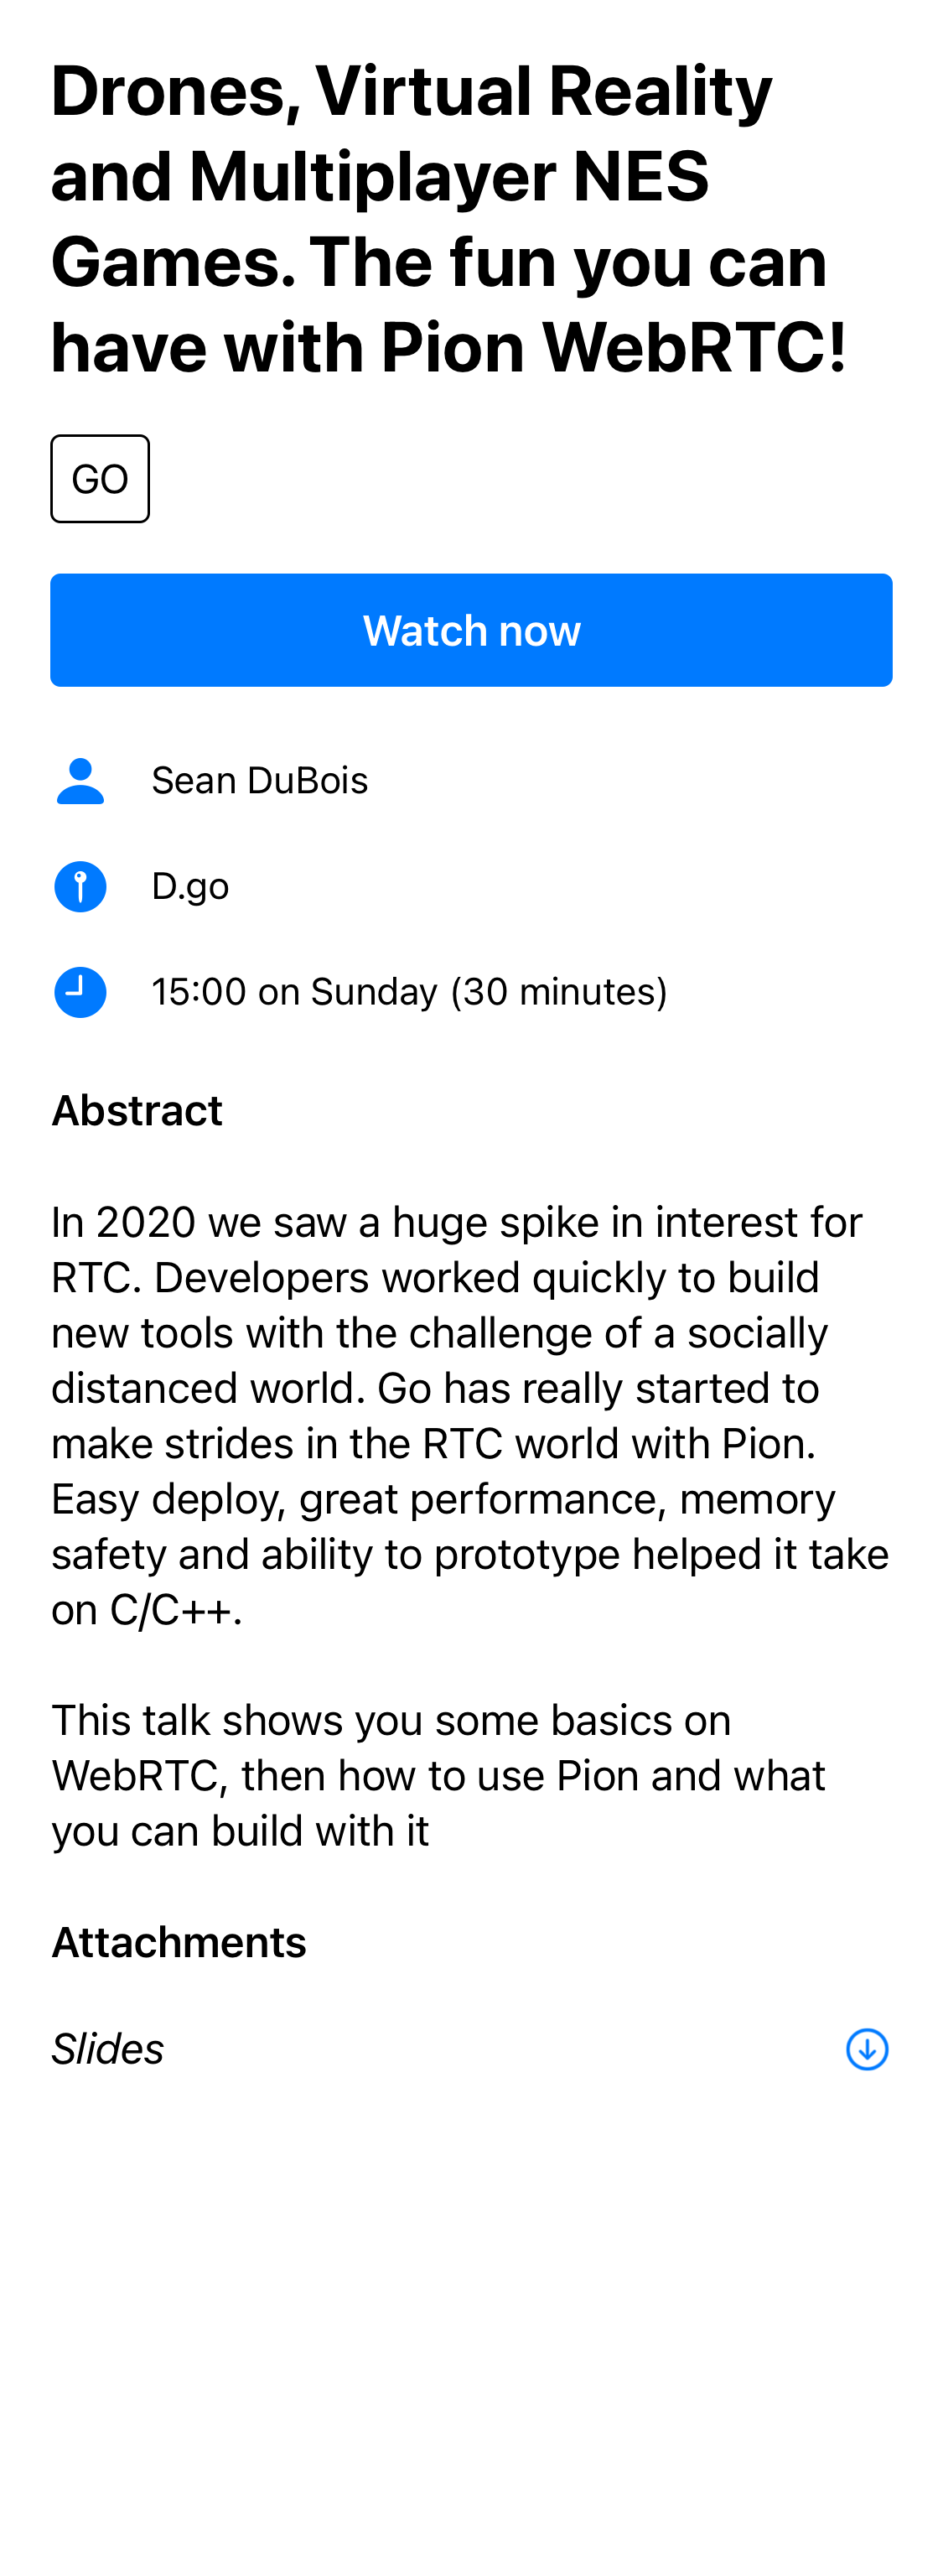 Drones, Virtual Reality
and Multiplayer NES
Games. The fun you can
have with Pion WebRTC!
GO
Watch now
Sean DuBois
D.go
15:00 on Sunday (30 minutes)
Abstract
In 2020 we saw a huge spike in interest for
RTC. Developers worked quickly to build
new tools with the challenge of a socially
distanced world. Go has really started to
make strides in the RTC world with Pion.
Easy deploy, great performance, memory
safety and ability to prototype helped it take
on C/C++.
This talk shows you some basics on
WebRTC, then how to use Pion and what
you can build with it
Attachments
Slides